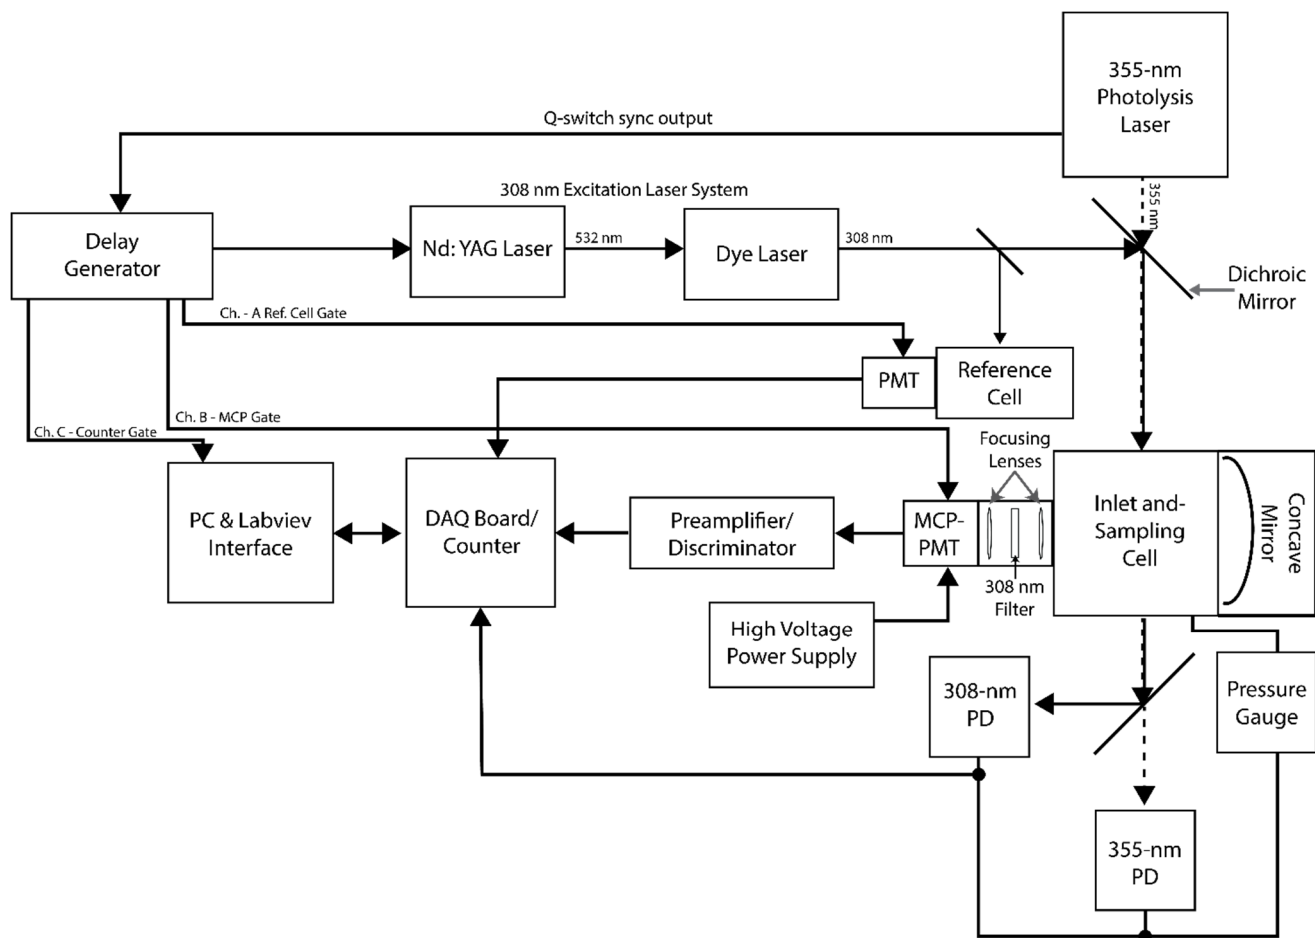 355-nm
Photolysis
Laser
Q-switch sync output
355 nm
308 nm Excitation Laser System
Delay
Generator
Nd: YAG Laser
532 nm
Dye Laser
308 nm
Dichroic
Mirror
Ch. - A Ref. Cell Gate
PMT
Reference
Cell
Ch. B - MCP Gate
Ch. C - Counter Gate
Focusing
Lenses
PC & Labviev
Interface
DAQ Board/
Counter
Preamplifier/
Discriminator
MCP-
PMT
308 nm
Filter
Inlet and-
Sampling
Cell
Concave
Mirror
High Voltage
Power Supply
308-nm
PD
Pressure
Gauge
355-nm
PD